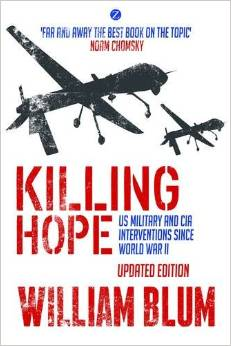 Z
'FAR AND AWAY THE BEST BOOK ON THE TOPIC'
NOAM CHOMSKY
KILLING
HOPE
US MILITARY AND CIA
INTERVENTIONS SINCE
WORLD WAR II
UPDATED EDITION
WILLIAM BLUM